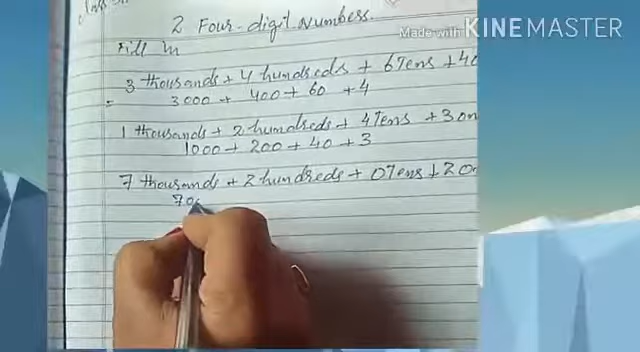 Made with KINEMASTER
2 Four-digit Numbers.
Fill in
3 thousands + 4 hundreds + 6 Tens + 4 o
3000 + 400 + 60 + 4
1 thousands + 2 hundreds + 4 Tens + 3 on
1000 + 200 + 40 + 3
7 thousands + 2 hundreds + 0 Tens + 2 on
70